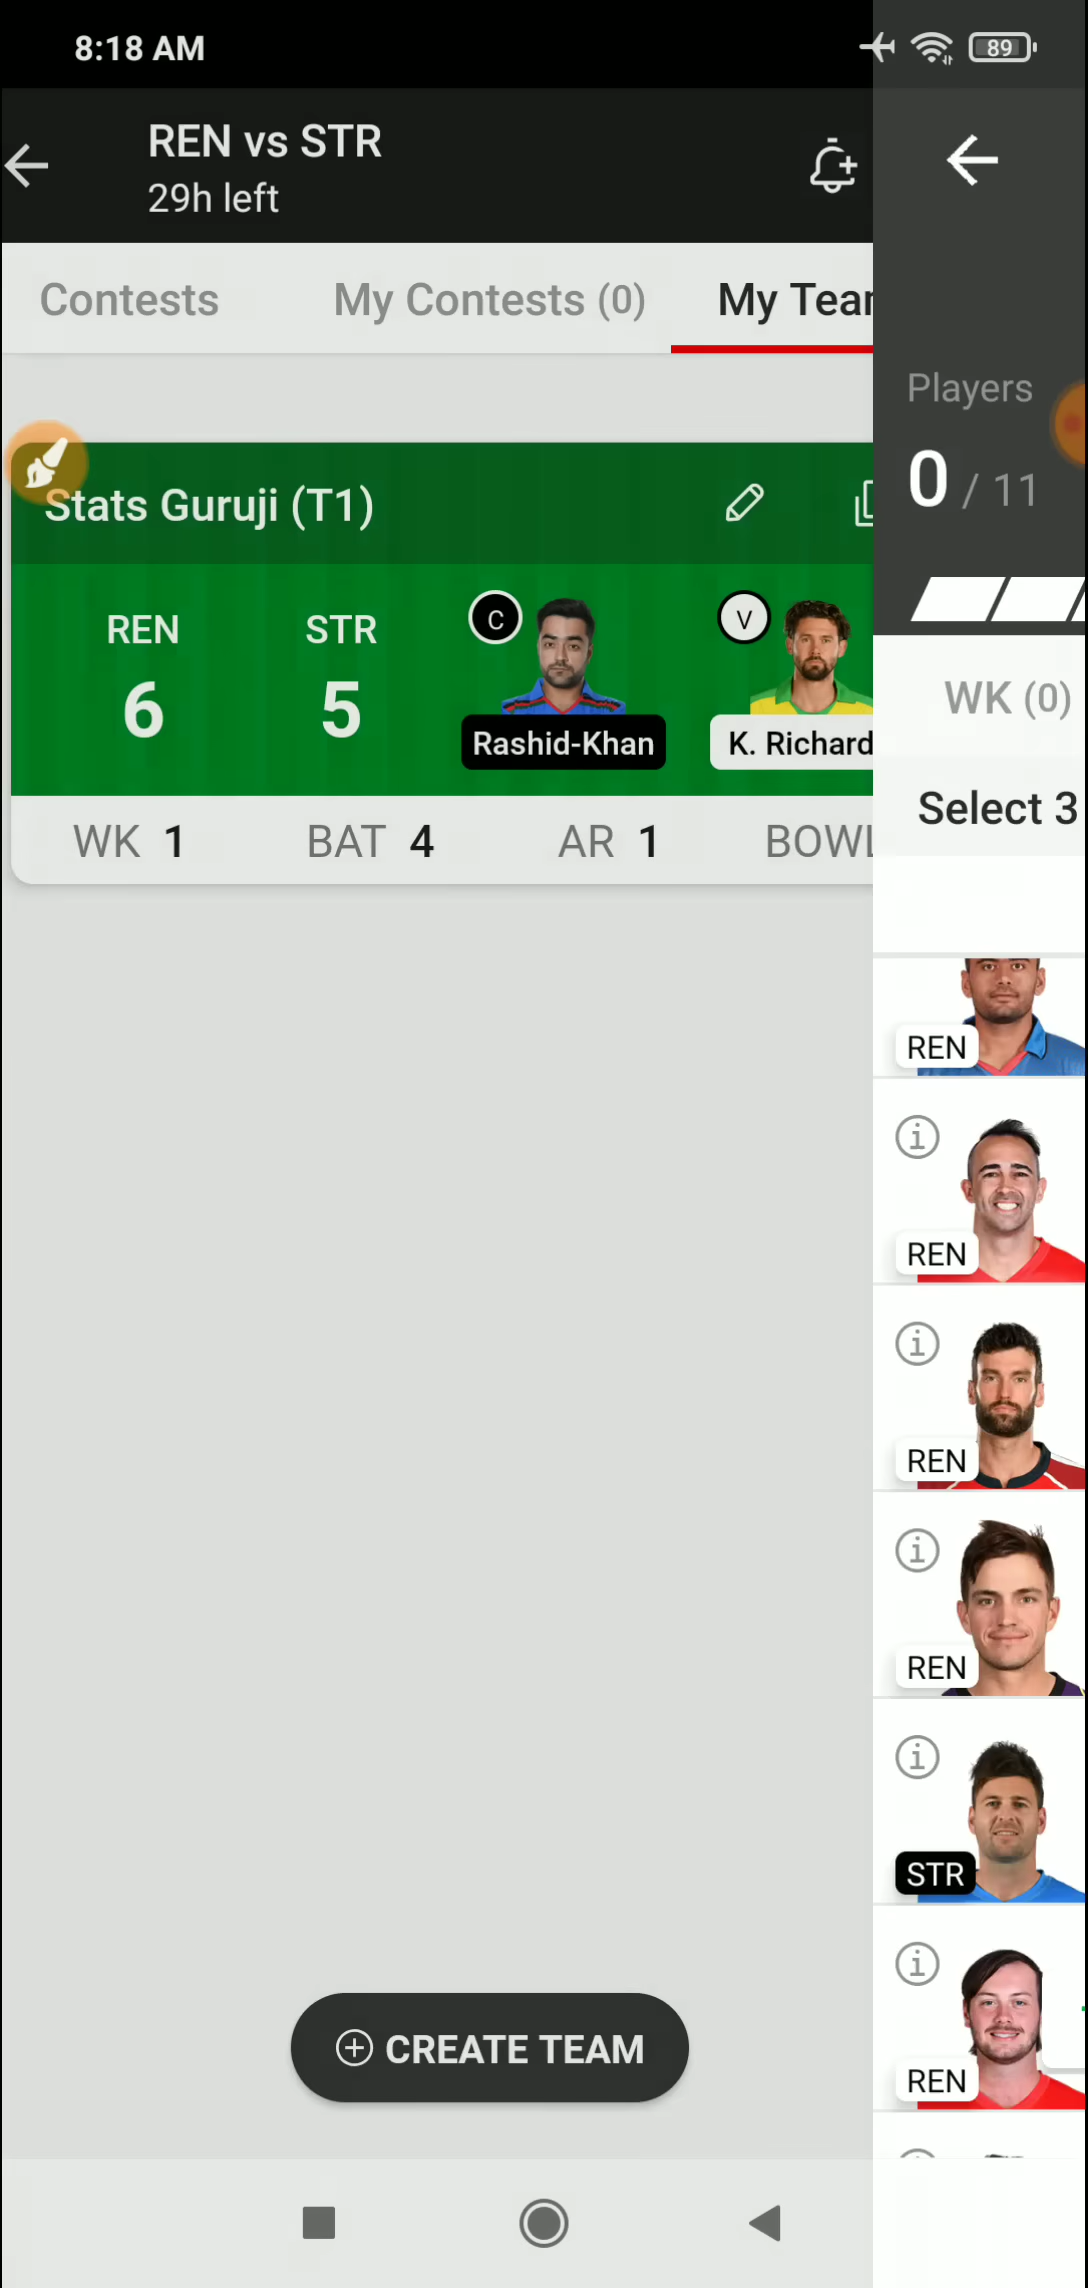 8:18 AM
89
REN vs STR
29h left
Contests
My Contests (0)
My Tea
Players
0 / 11
Stats Guruji (T1)
REN
6
STR
5
C
V
Rashid-Khan
K. Richard
WK 1
BAT 4
AR 1
BOWL
WK (0)
Select 3
REN
REN
REN
REN
STR
REN
CREATE TEAM